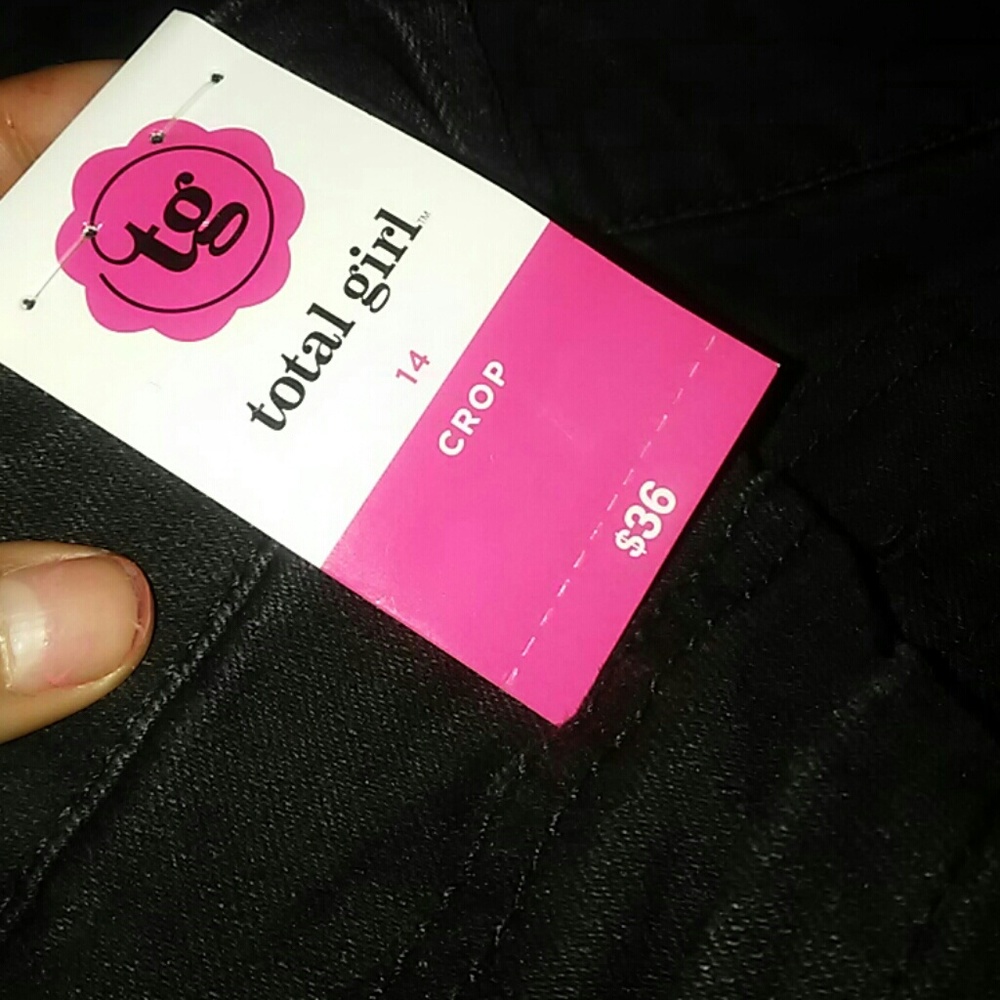 tg
total girl™
14
CROP
$36